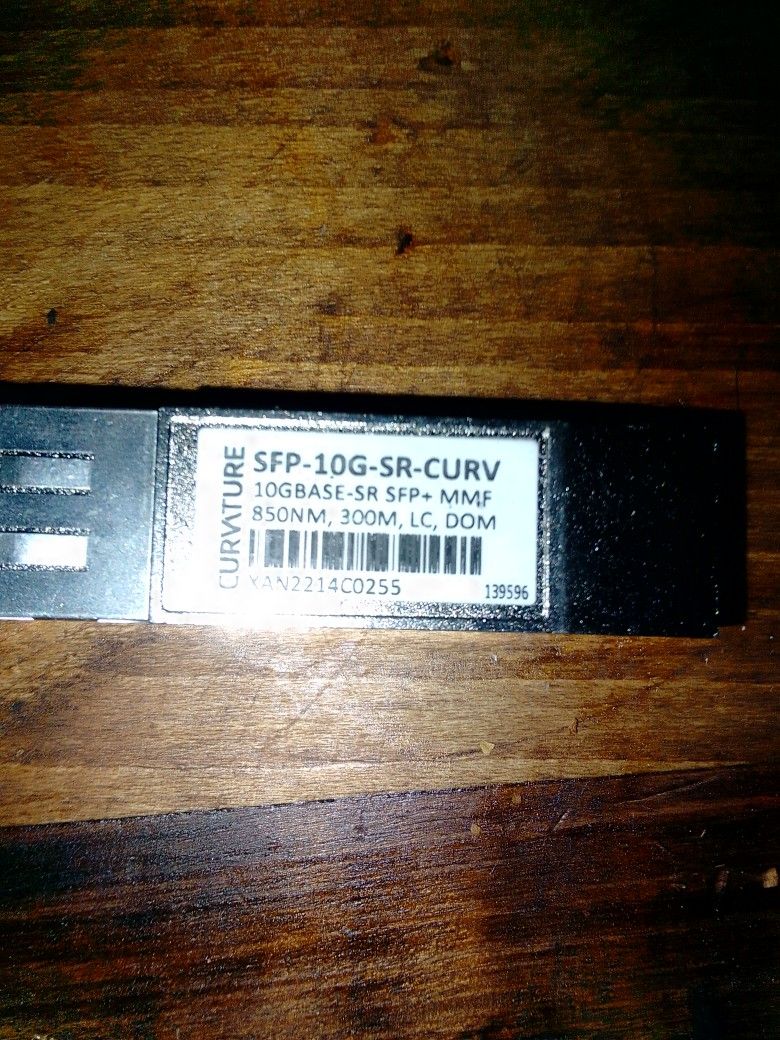 CURVATURE
SFP-10G-SR-CURV
10GBASE-SR SFP+ MMF
850NM, 300M, LC, DOM
139596